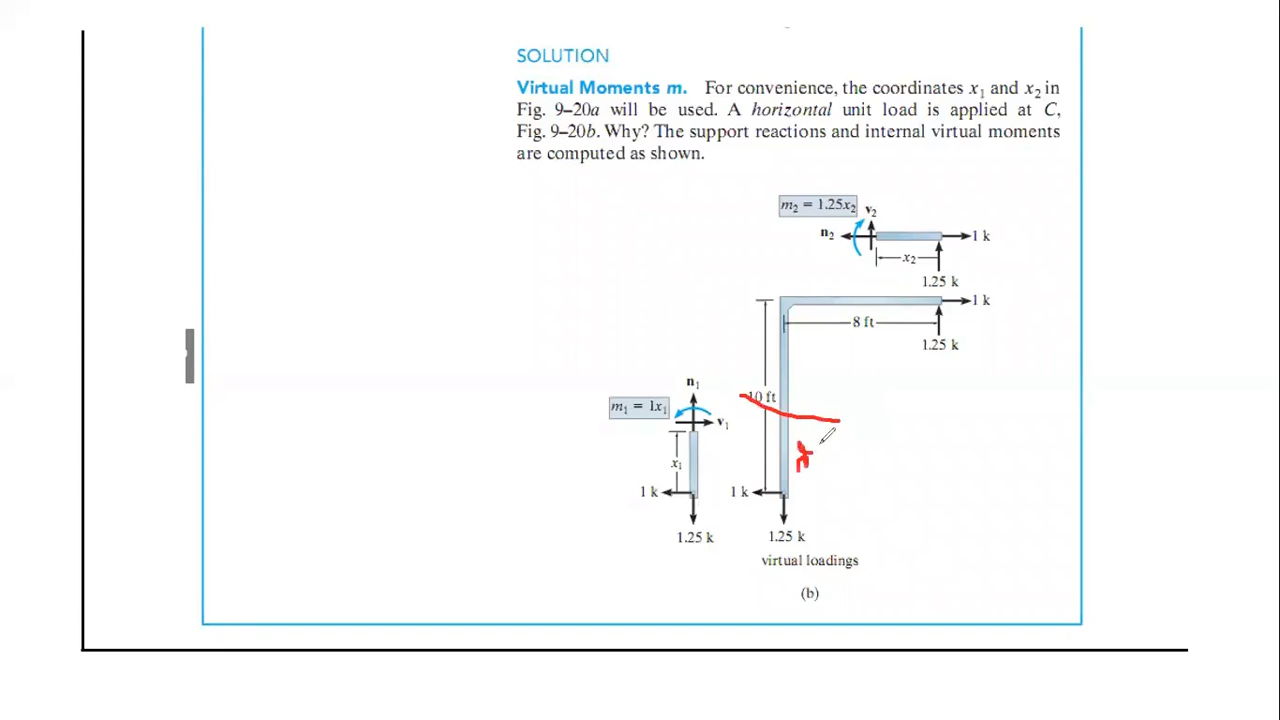 SOLUTION
Virtual Moments m. For convenience, the coordinates x₁ and x₂ in
Fig. 9–20a will be used. A horizontal unit load is applied at C,
Fig. 9–20b. Why? The support reactions and internal virtual moments
are computed as shown.
m₂ = 1.25x₂
v₂
n₂
1 k
x₂
1.25 k
1 k
8 ft
1.25 k
n₁
10 ft
m₁ = 1x₁
v₁
x₁
1 k
1 k
1.25 k
1.25 k
virtual loadings
(b)